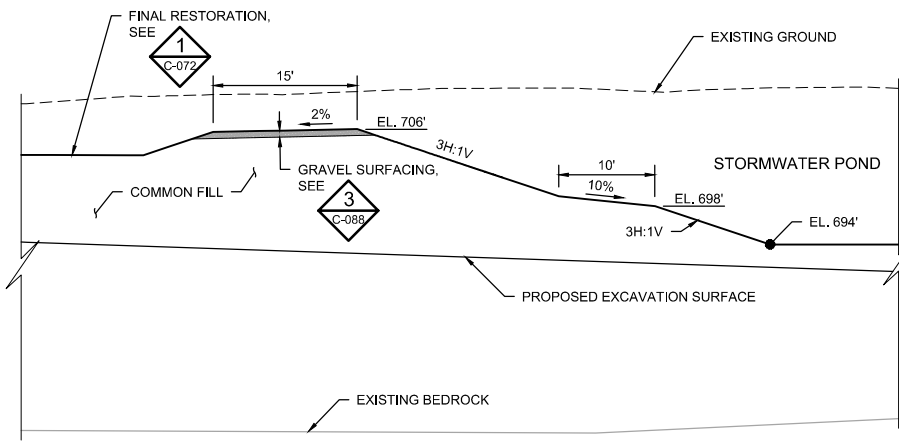 FINAL RESTORATION,
SEE
1
C-072
15'
EXISTING GROUND
2%
EL. 706'
3H:1V
GRAVEL SURFACING,
SEE
3
C-088
COMMON FILL
10'
10%
STORMWATER POND
EL. 698'
3H:1V
EL. 694'
PROPOSED EXCAVATION SURFACE
EXISTING BEDROCK